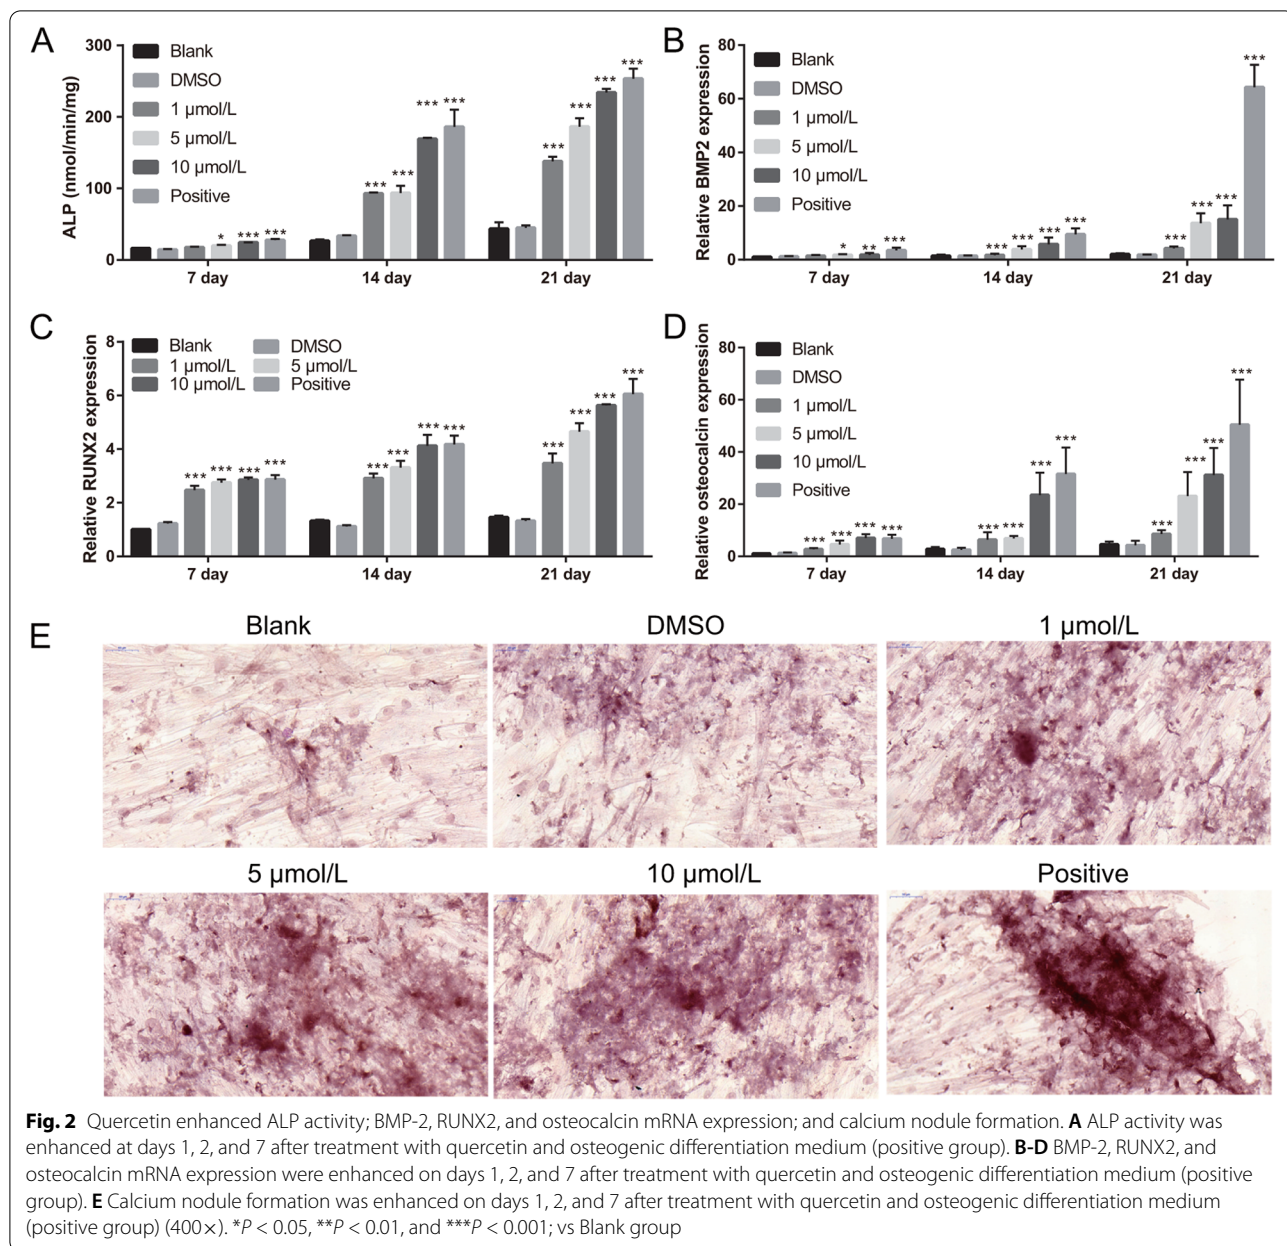 A
300
200
100
0
ALP (nmol/min/mg)
Blank
DMSO
1 μmol/L
5 μmol/L
10 μmol/L
Positive
* *** ***
*** *** *** ***
*** *** *** ***
7 day 14 day 21 day
B
80
60
40
20
0
Relative BMP2 expression
Blank
DMSO
1 μmol/L
5 μmol/L
10 μmol/L
Positive
* ** ***
*** *** *** ***
*** *** *** ***
7 day 14 day 21 day
C
8
6
4
2
0
Relative RUNX2 expression
Blank DMSO
1 μmol/L 5 μmol/L
10 μmol/L Positive
*** *** *** ***
*** *** *** ***
*** *** *** ***
7 day 14 day 21 day
D
80
60
40
20
0
Relative osteocalcin expression
Blank
DMSO
1 μmol/L
5 μmol/L
10 μmol/L
Positive
*** *** *** ***
*** *** *** ***
*** *** *** ***
7 day 14 day 21 day
E
Blank DMSO 1 μmol/L
5 μmol/L 10 μmol/L Positive
Fig. 2 Quercetin enhanced ALP activity; BMP-2, RUNX2, and osteocalcin mRNA expression; and calcium nodule formation. A ALP activity was
enhanced at days 1, 2, and 7 after treatment with quercetin and osteogenic differentiation medium (positive group). B-D BMP-2, RUNX2, and
osteocalcin mRNA expression were enhanced on days 1, 2, and 7 after treatment with quercetin and osteogenic differentiation medium (positive
group). E Calcium nodule formation was enhanced on days 1, 2, and 7 after treatment with quercetin and osteogenic differentiation medium
(positive group) (400×). *P < 0.05, **P < 0.01, and ***P < 0.001; vs Blank group